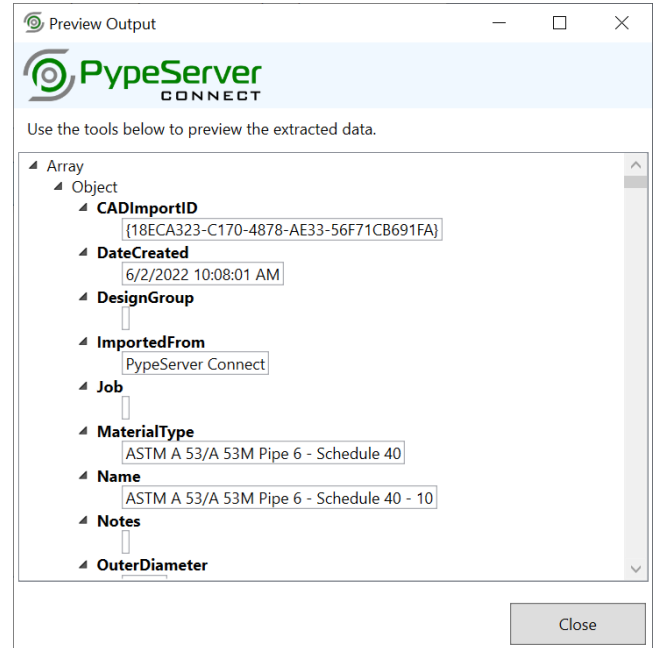 Preview Output
PypeServer
CONNECT
Use the tools below to preview the extracted data.
Array
Object
CADImportID
{18ECA323-C170-4878-AE33-56F71CB691FA}
DateCreated
6/2/2022 10:08:01 AM
DesignGroup
ImportedFrom
PypeServer Connect
Job
MaterialType
ASTM A 53/A 53M Pipe 6 - Schedule 40
Name
ASTM A 53/A 53M Pipe 6 - Schedule 40 - 10
Notes
OuterDiameter
Close